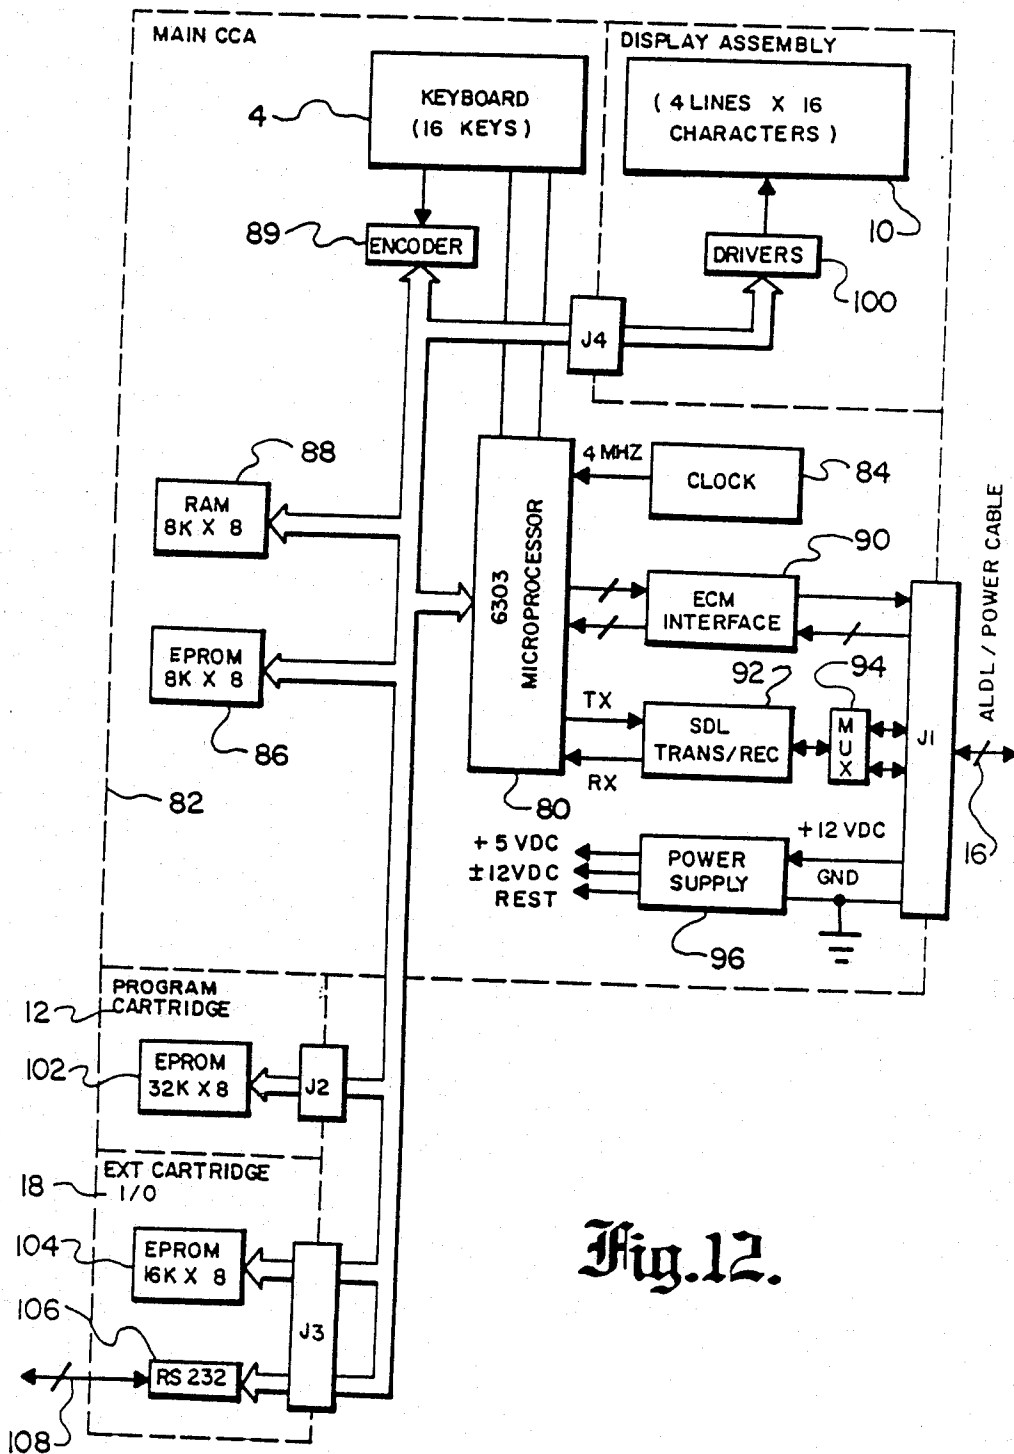 MAIN CCA
DISPLAY ASSEMBLY
KEYBOARD
(16 KEYS)
4
(4 LINES X 16
CHARACTERS)
10
89
ENCODER
DRIVERS
100
J4
88
RAM
8K X 8
4 MHZ
CLOCK
84
6303
MICROPROCESSOR
90
ECM
INTERFACE
ALDL / POWER CABLE
EPROM
8K X 8
86
92
94
TX
SDL
TRANS/REC
RX
MUX
J1
82
80
16
+5 VDC
±12VDC
REST
POWER
SUPPLY
+12 VDC
GND
96
PROGRAM
CARTRIDGE
12
102
EPROM
32K X 8
J2
EXT CARTRIDGE
I/O
18
104
EPROM
16K X 8
J3
106
RS 232
108
Fig.12.